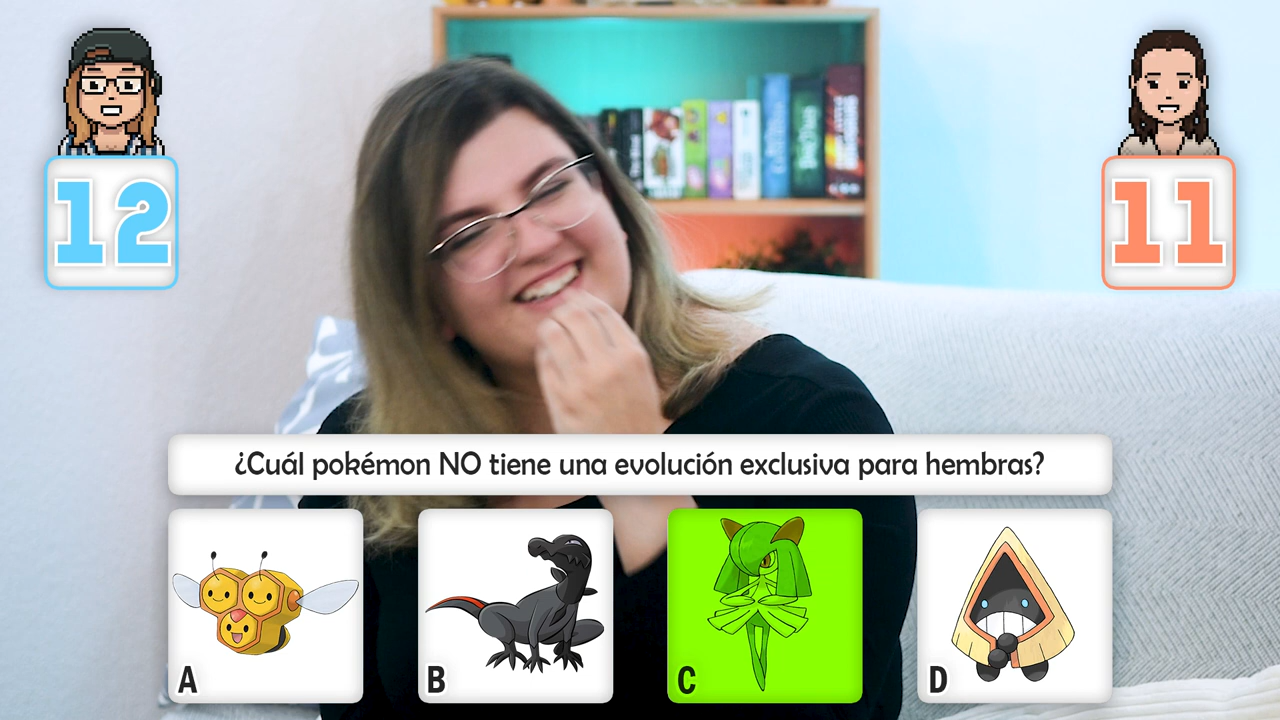 12
11
¿Cuál pokémon NO tiene una evolución exclusiva para hembras?
A
B
C
D